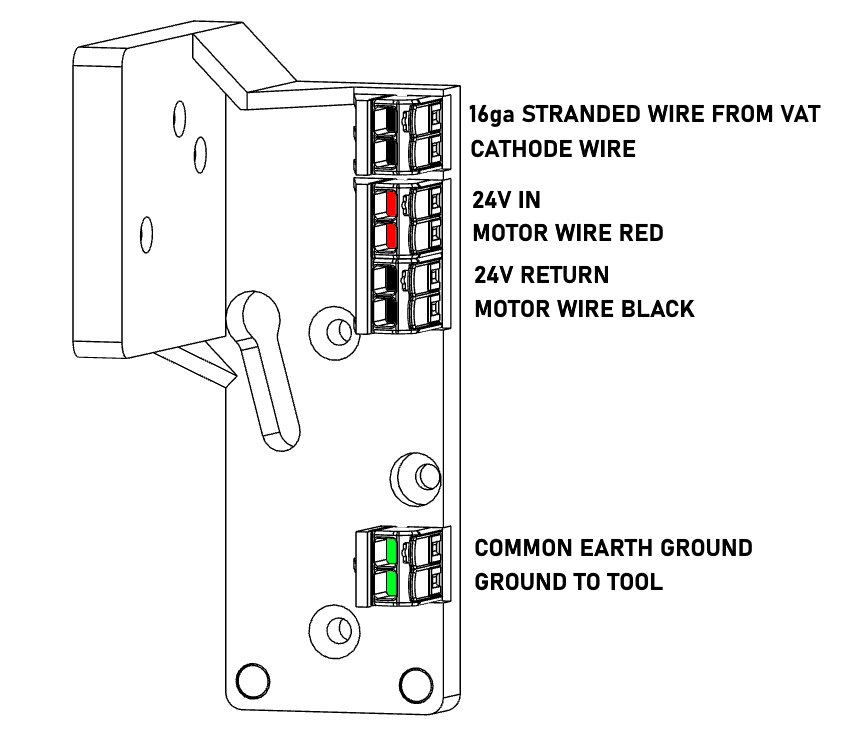 16ga STRANDED WIRE FROM VAT
CATHODE WIRE
24V IN
MOTOR WIRE RED
24V RETURN
MOTOR WIRE BLACK
COMMON EARTH GROUND
GROUND TO TOOL